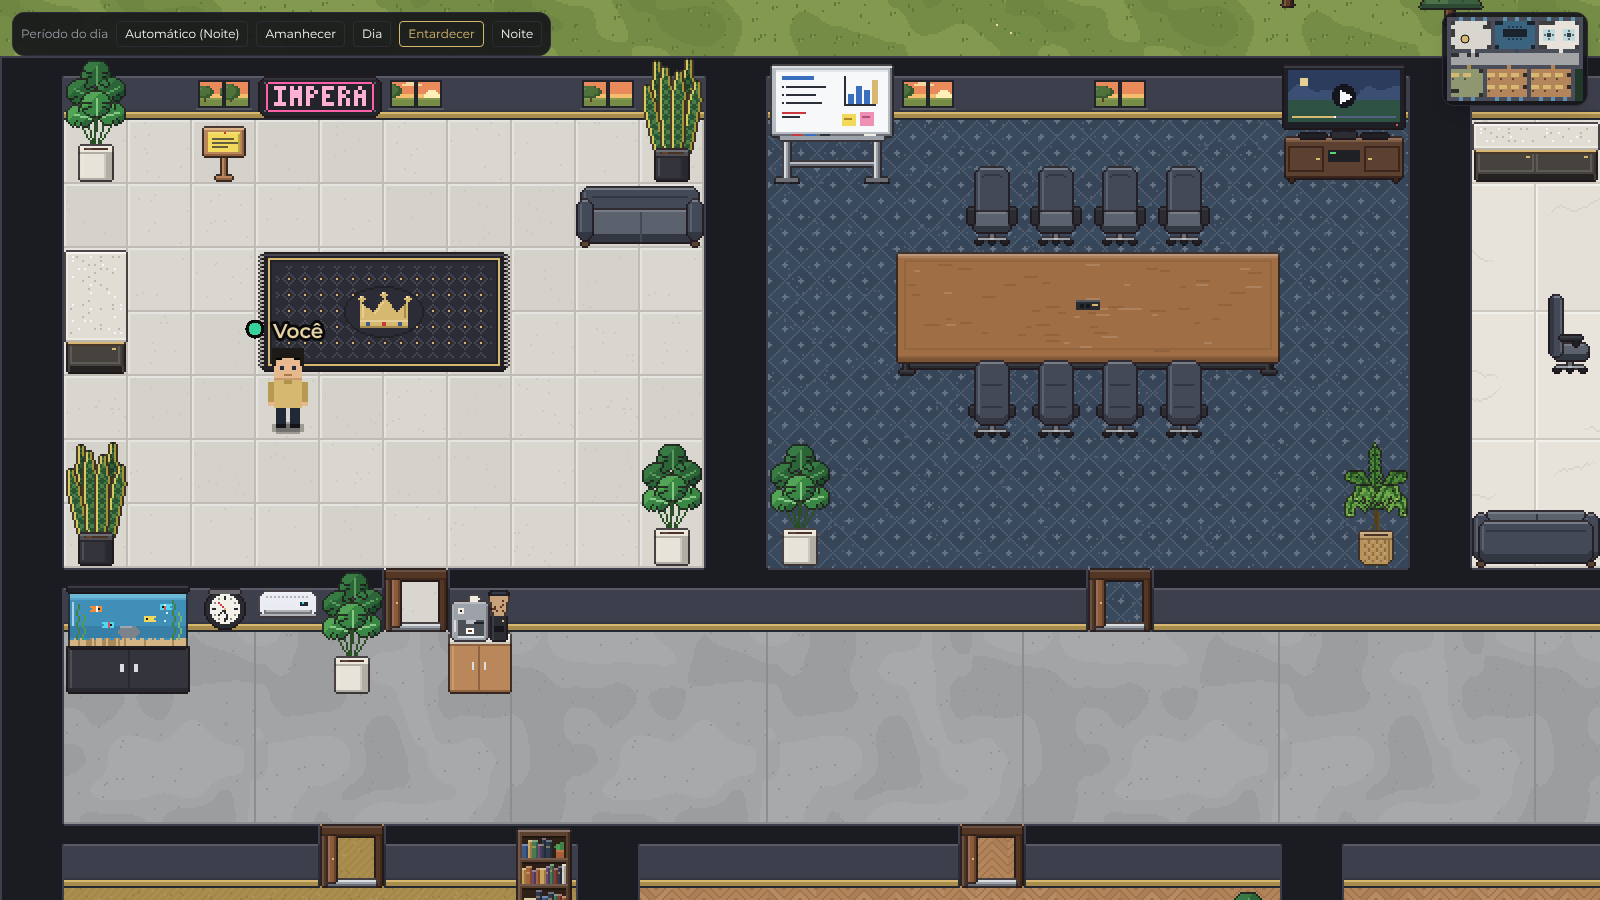 Período do dia
Automático (Noite)
Amanhecer
Dia
Entardecer
Noite
IMPERA
Você